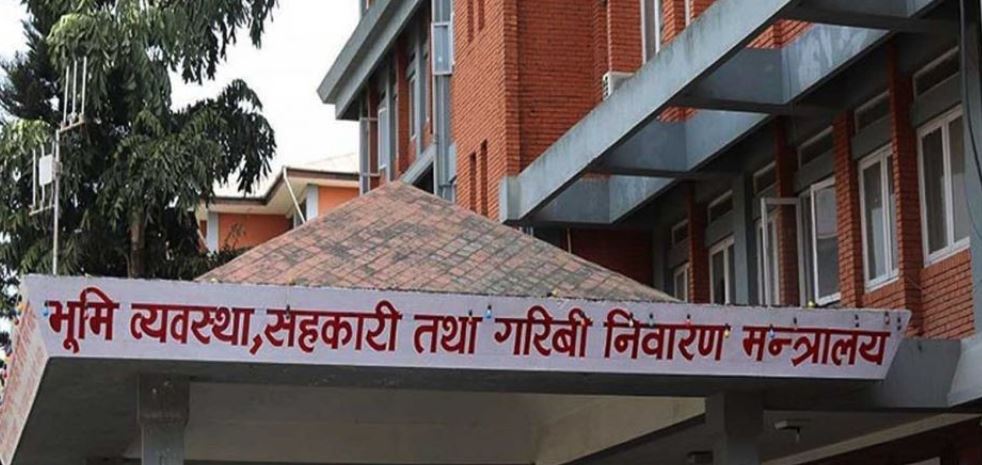 भूमि व्यवस्था,सहकारी तथा गरिबी निवारण मन्त्रालय